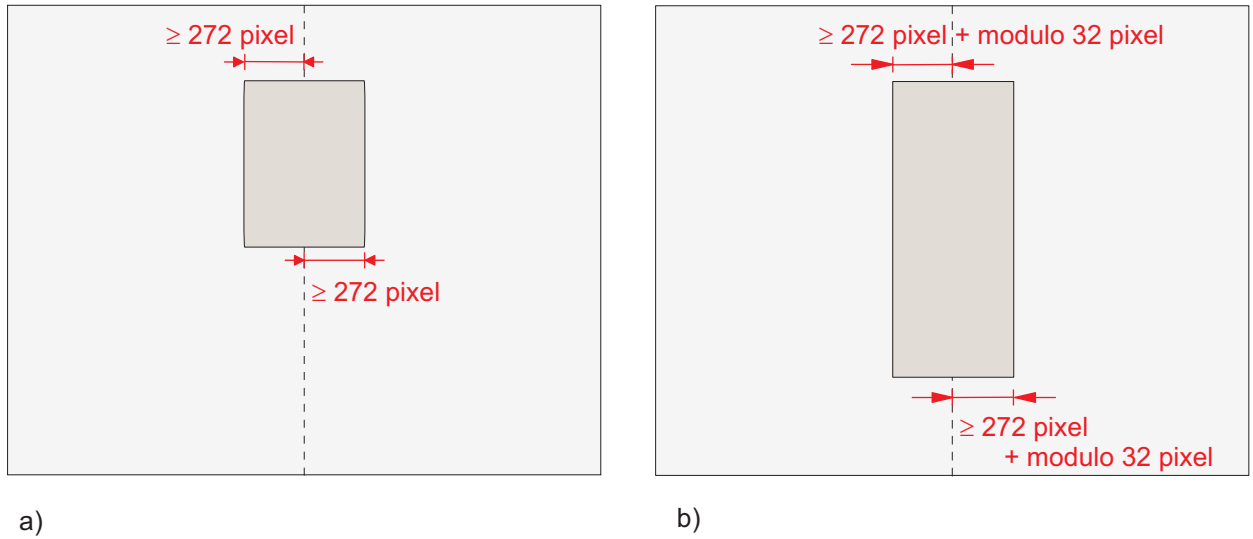 ≥ 272 pixel
≥ 272 pixel
a)
≥ 272 pixel + modulo 32 pixel
≥ 272 pixel
+ modulo 32 pixel
b)